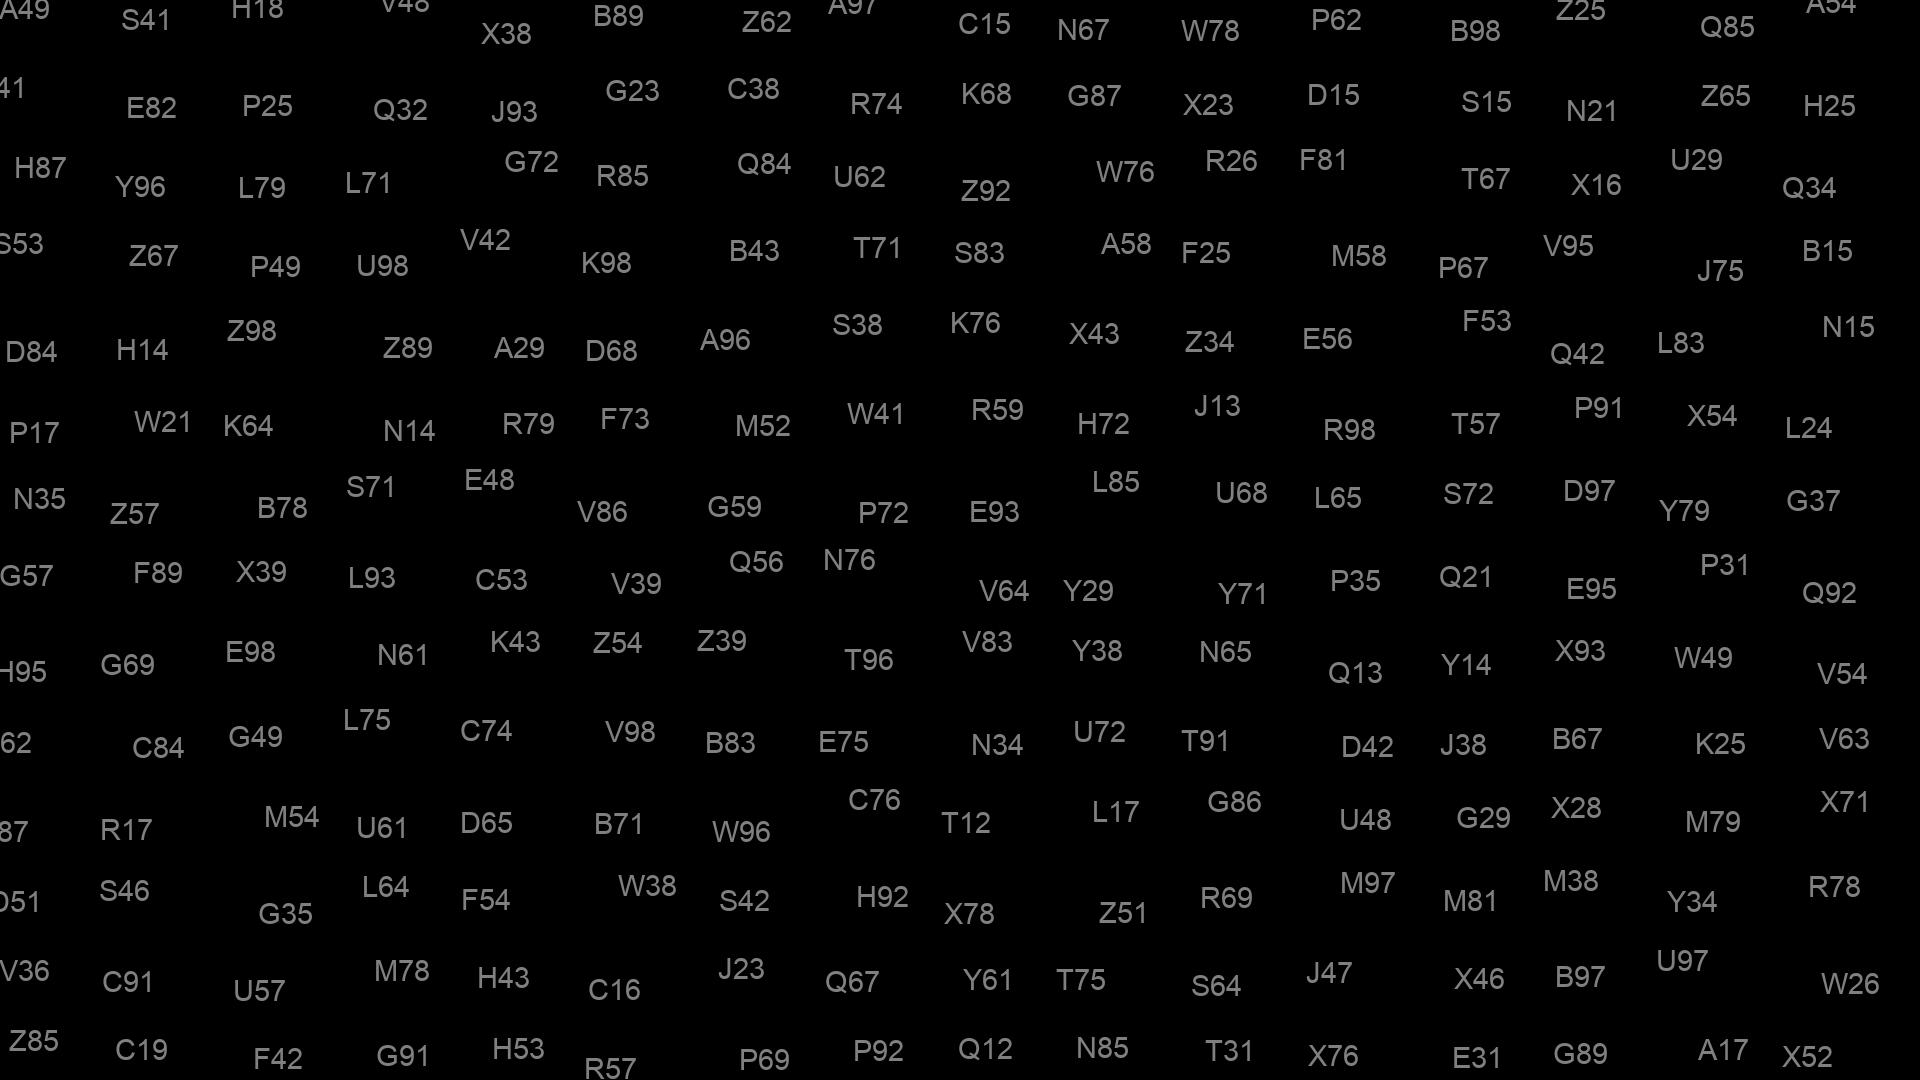 A49 S41 H18 V48 X38 B89 Z62 A97 C15 N67 W78 P62 B98 Z25 Q85 A54
41 E82 P25 Q32 J93 G23 C38 R74 K68 G87 X23 D15 S15 N21 Z65 H25
H87 Y96 L79 L71 G72 R85 Q84 U62 Z92 W76 R26 F81 T67 X16 U29 Q34
S53 Z67 P49 U98 V42 K98 B43 T71 S83 A58 F25 M58 P67 V95 J75 B15
D84 H14 Z98 Z89 A29 D68 A96 S38 K76 X43 Z34 E56 F53 Q42 L83 N15
P17 W21 K64 N14 R79 F73 M52 W41 R59 H72 J13 R98 T57 P91 X54 L24
N35 Z57 B78 S71 E48 V86 G59 P72 E93 L85 U68 L65 S72 D97 Y79 G37
G57 F89 X39 L93 C53 V39 Q56 N76 V64 Y29 Y71 P35 Q21 E95 P31 Q92
H95 G69 E98 N61 K43 Z54 Z39 T96 V83 Y38 N65 Q13 Y14 X93 W49 V54
62 C84 G49 L75 C74 V98 B83 E75 N34 U72 T91 D42 J38 B67 K25 V63
87 R17 M54 U61 D65 B71 W96 C76 T12 L17 G86 U48 G29 X28 M79 X71
D51 S46 G35 L64 F54 W38 S42 H92 X78 Z51 R69 M97 M81 M38 Y34 R78
V36 C91 U57 M78 H43 C16 J23 Q67 Y61 T75 S64 J47 X46 B97 U97 W26
Z85 C19 F42 G91 H53 R57 P69 P92 Q12 N85 T31 X76 E31 G89 A17 X52